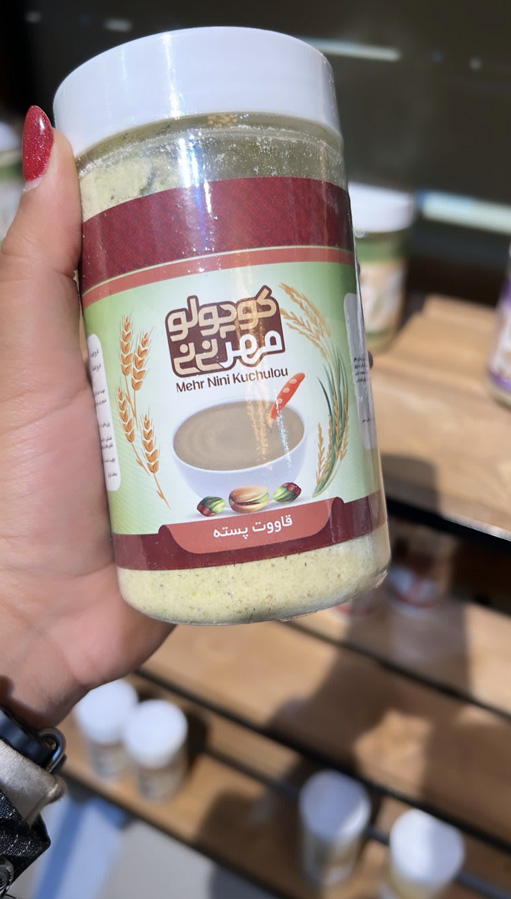 کوچولو
مهر نی نی
Mehr Nini Kuchulou
قاووت پسته